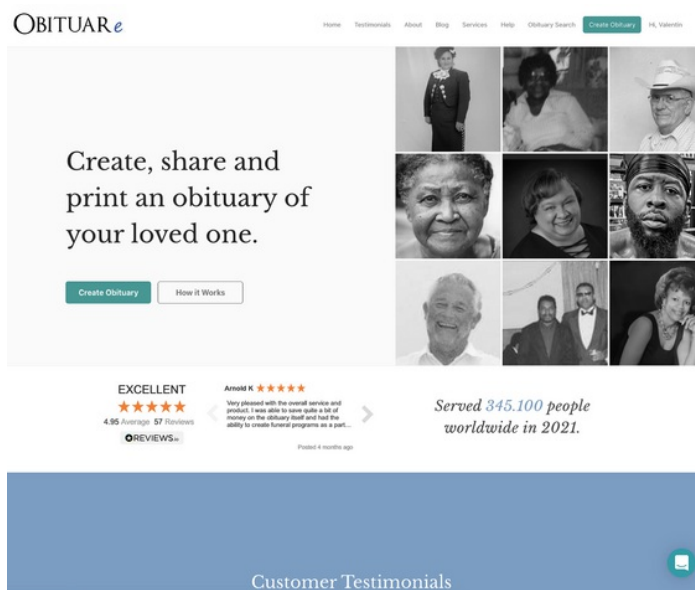 OBITUARe
Home Testimonials About Blog Services Help Obituary Search Create Obituary Hi, Valentin
Create, share and
print an obituary of
your loved one.
Create Obituary How it Works
EXCELLENT
4.95 Average 57 Reviews
REVIEWS.io
Arnold K
Very pleased with the overall service and
product. I was able to save quite a bit of
money on the obituary itself and had the
ability to create funeral programs as a part...
Posted 4 months ago
Served 345.100 people
worldwide in 2021.
Customer Testimonials